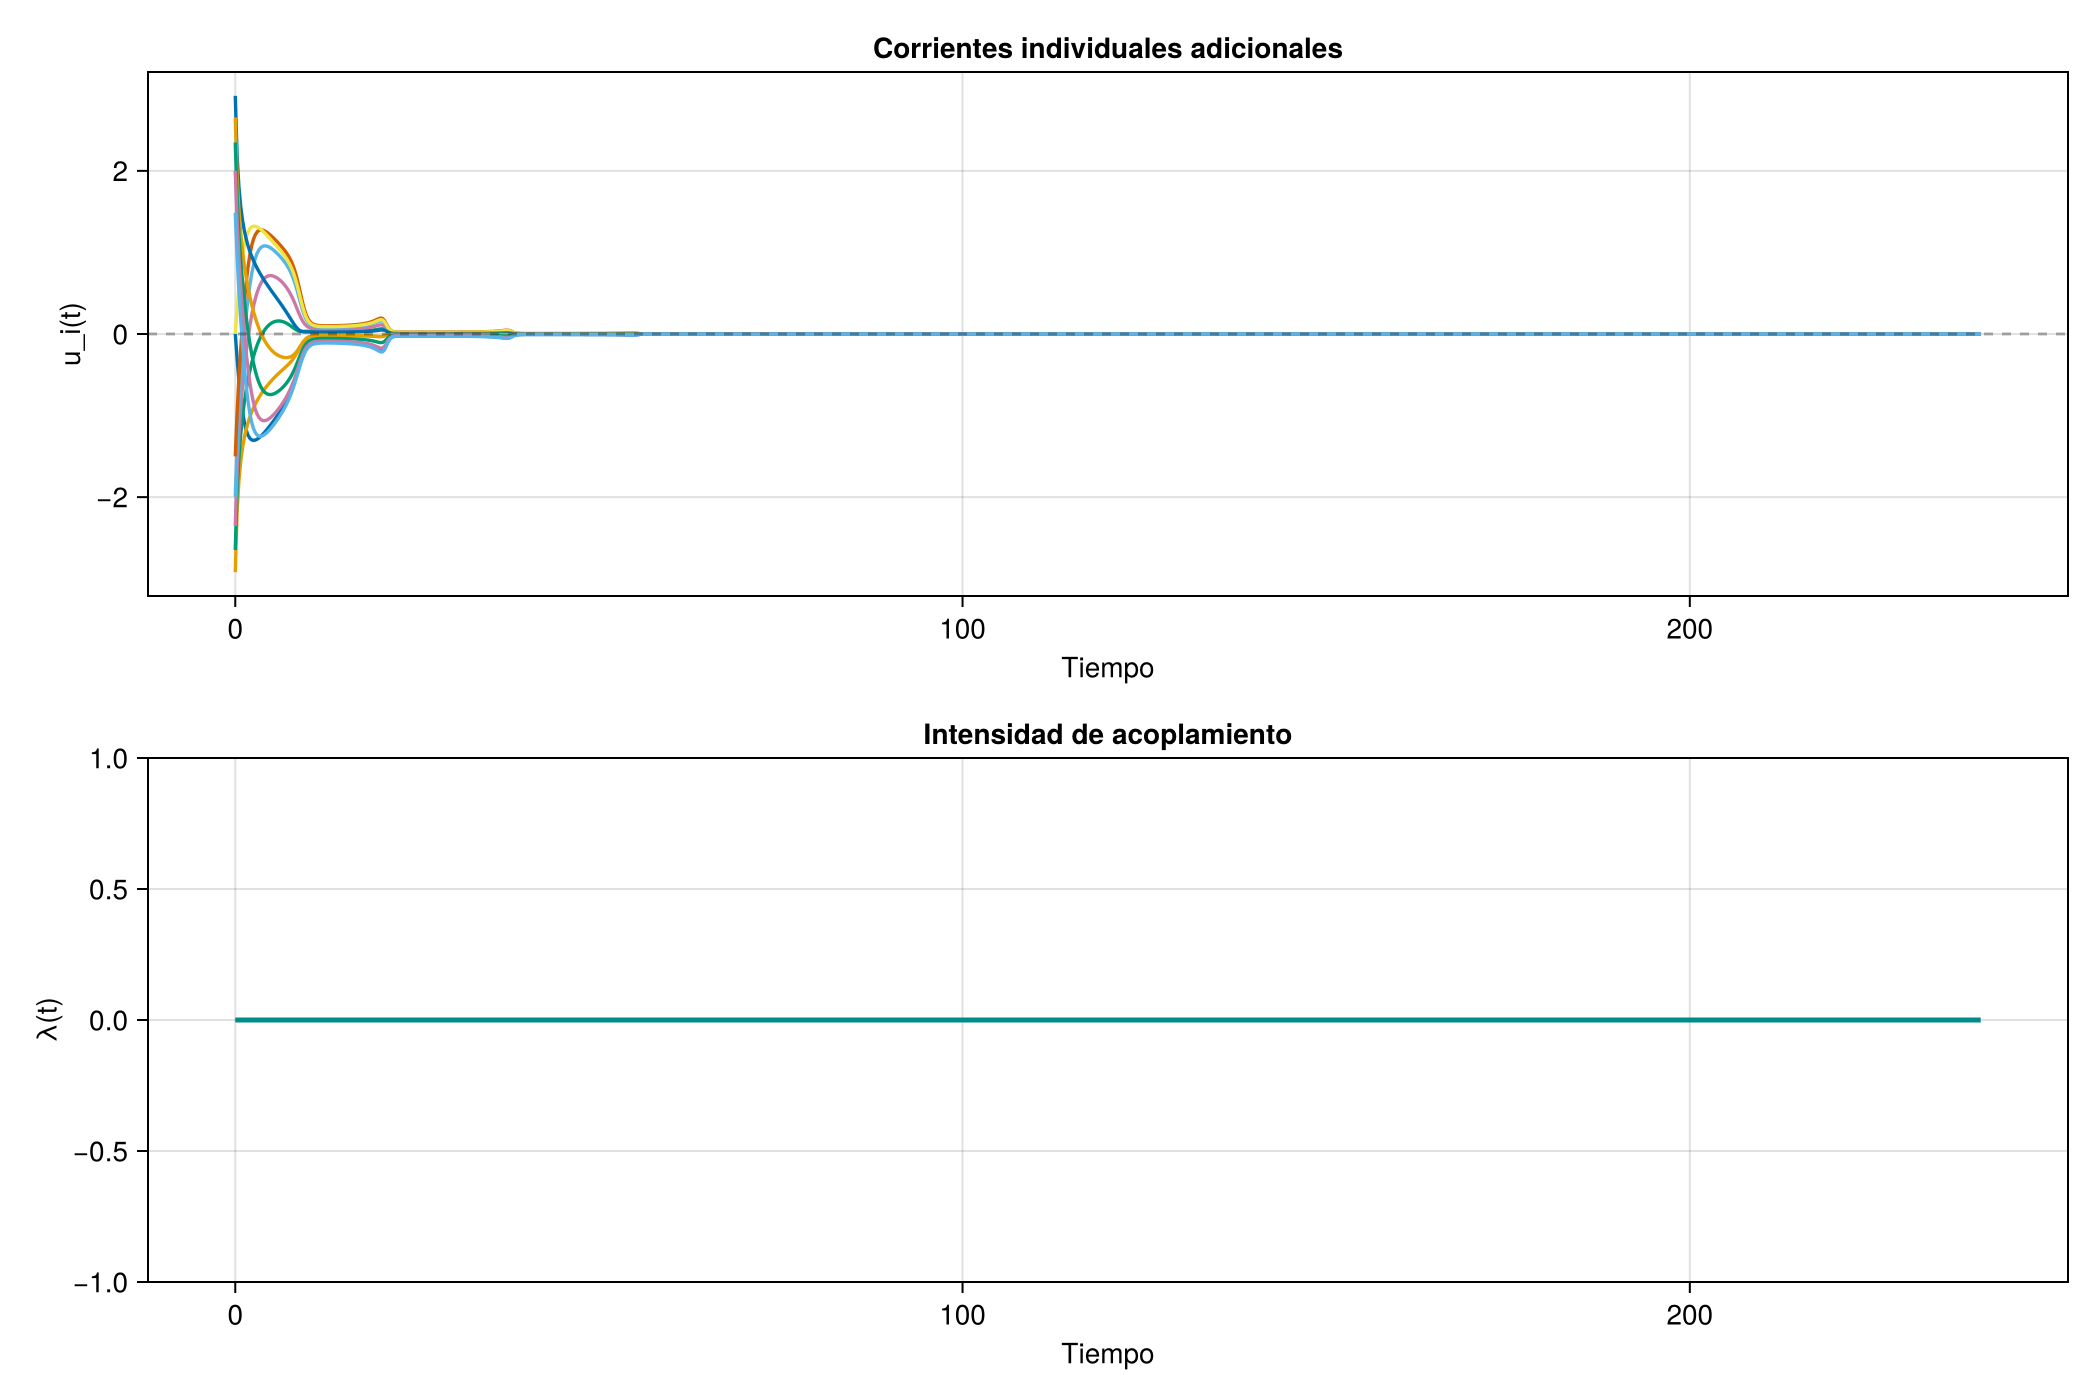 Corrientes individuales adicionales
u_i(t)
2
0
−2
0
100
200
Tiempo
Intensidad de acoplamiento
λ(t)
1.0
0.5
0.0
−0.5
−1.0
0
100
200
Tiempo